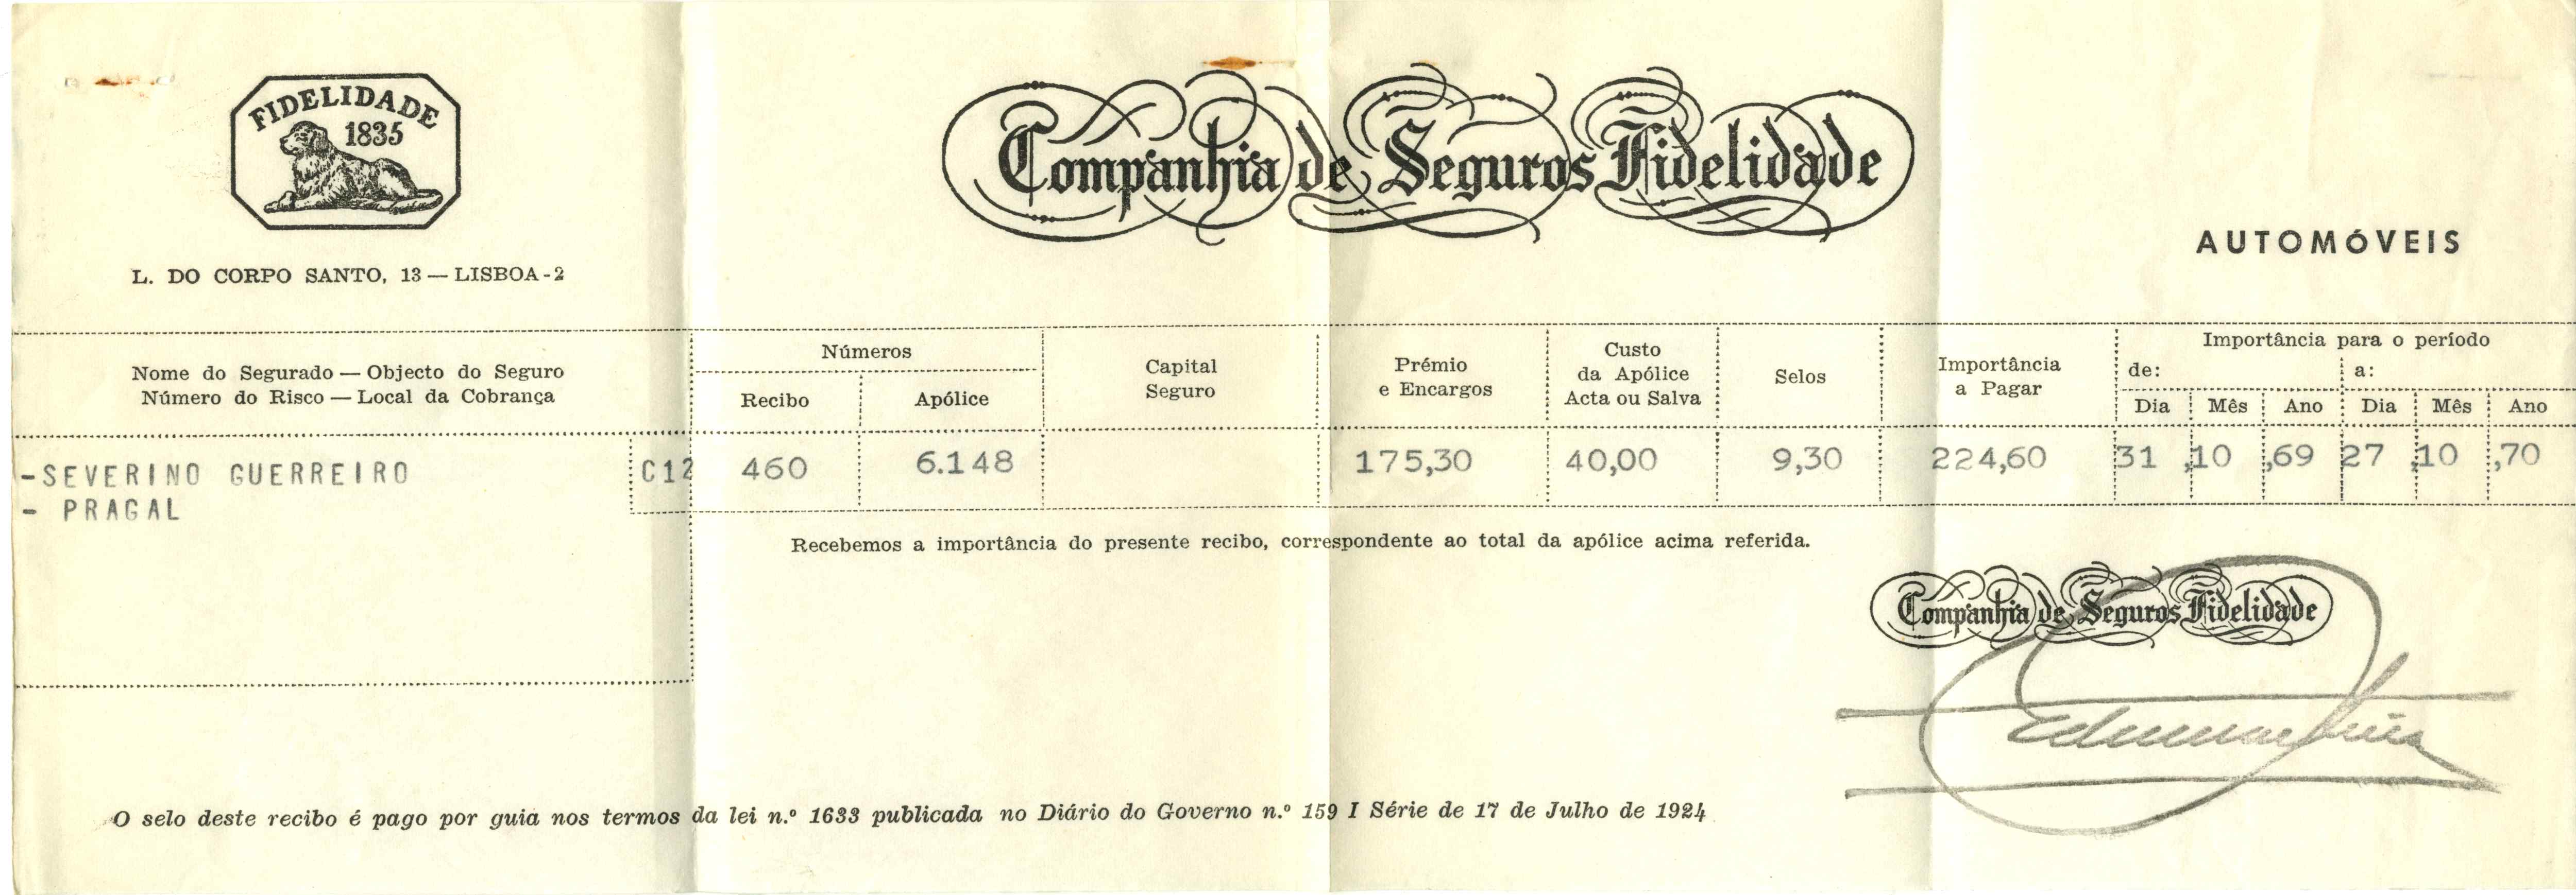 FIDELIDADE
1835
Companhia de Seguros Fidelidade
AUTOMÓVEIS
L. DO CORPO SANTO, 13 — LISBOA-2
Nome do Segurado — Objecto do Seguro
Número do Risco — Local da Cobrança
Números
Recibo
Apólice
Capital
Seguro
Prémio
e Encargos
Custo
da Apólice
Acta ou Salva
Selos
Importância
a Pagar
Importância para o período
de: a:
Dia Mês Ano Dia Mês Ano
-SEVERINO GUERREIRO C12 460 6.148 175,30 40,00 9,30 224,60 31 ,10 ,69 27 ,10 ,70
- PRAGAL
Recebemos a importância do presente recibo, correspondente ao total da apólice acima referida.
Companhia de Seguros Fidelidade
O selo deste recibo é pago por guia nos termos da lei n.º 1633 publicada no Diário do Governo n.º 159 I Série de 17 de Julho de 1924